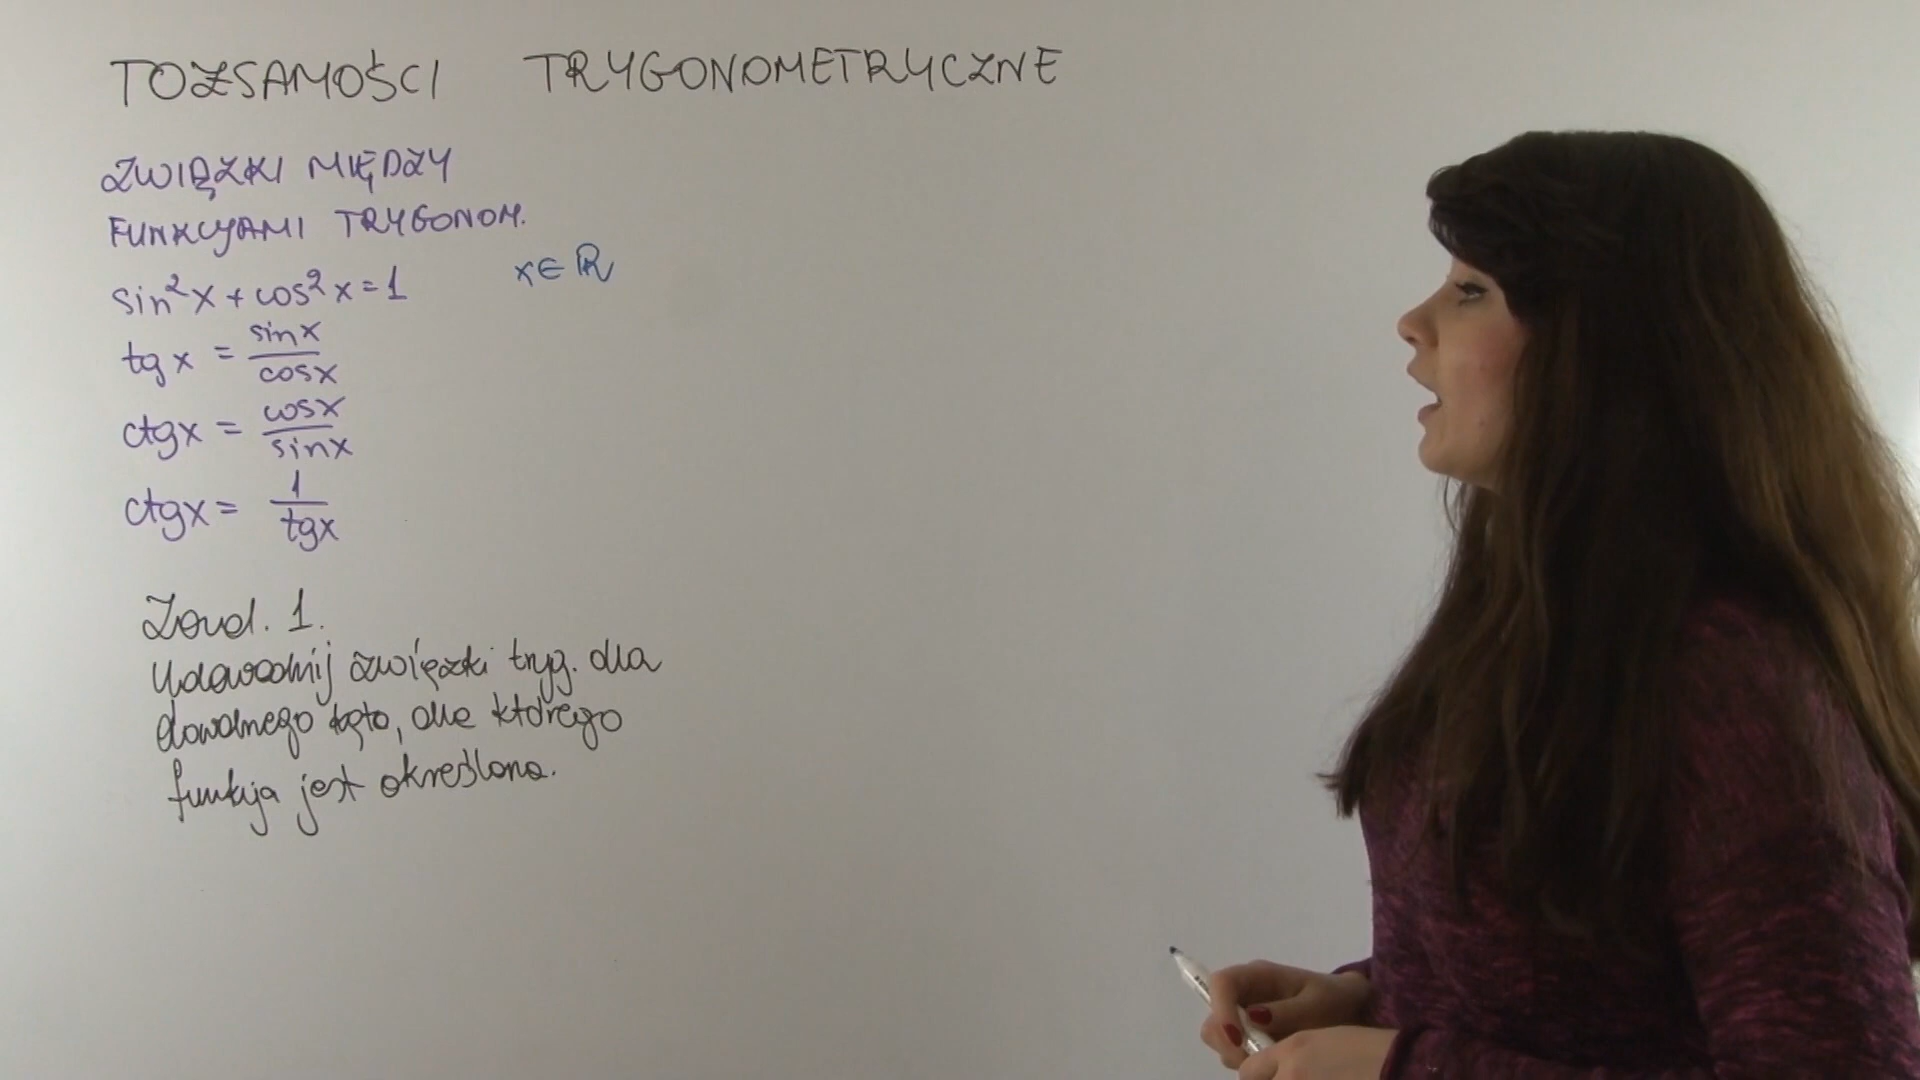 TOŻSAMOŚCI TRYGONOMETRYCZNE
ZWIĄZKI MIĘDZY
FUNKCJAMI TRYGONOM.
sin²x + cos²x = 1 x ∈ ℝ
tg x = sinx/cosx
ctgx = cosx/sinx
ctgx = 1/tgx
Zad. 1.
Udowodnij związki tryg. dla
dowolnego kąta, dla którego
funkcja jest określona.